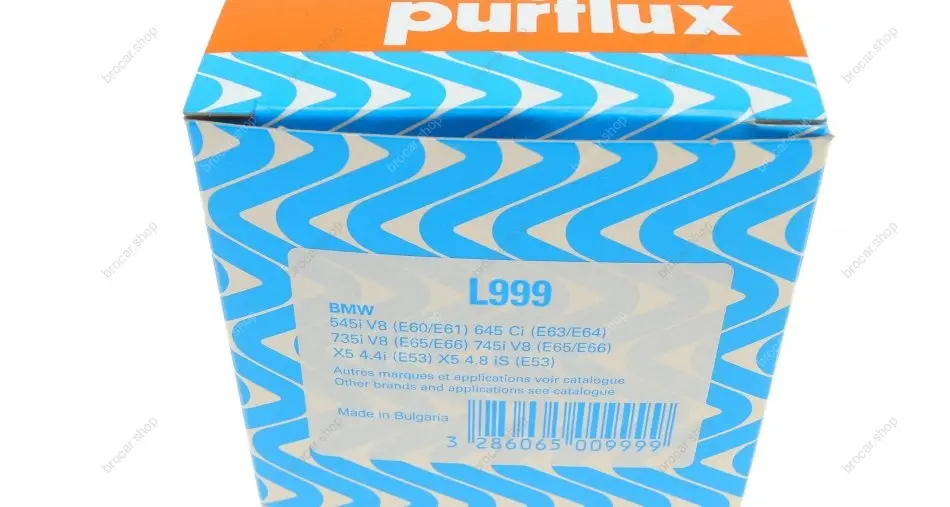 purflux
L999
BMW
545i V8 (E60/E61) 645 Ci (E63/E64)
735i V8 (E65/E66) 745i V8 (E65/E66)
X5 4.4i (E53) X5 4.8 iS (E53)
Autres marques et applications voir catalogue
Other brands and applications see catalogue
Made in Bulgaria
3 286065 009999
brocar.shop